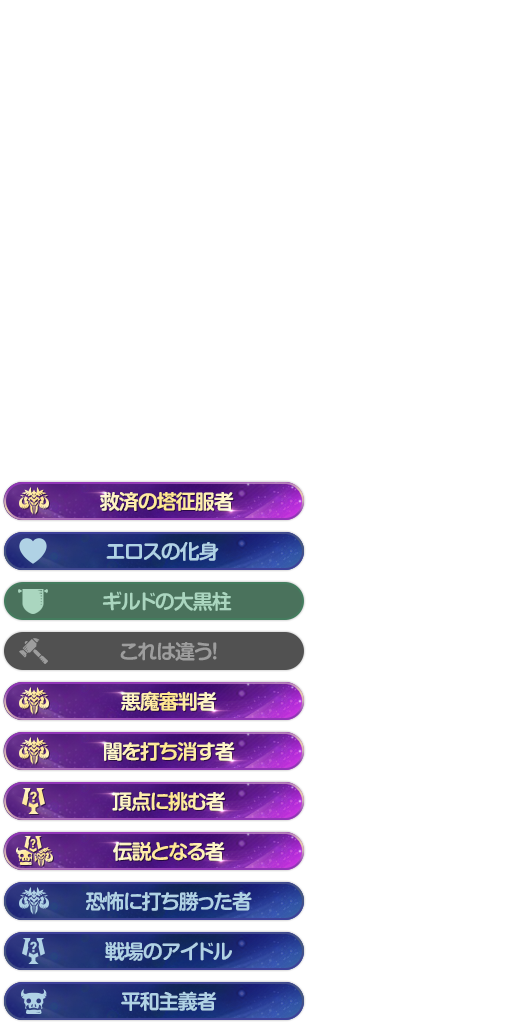 救済の塔征服者
エロスの化身
ギルドの大黒柱
これは違う!
悪魔審判者
闇を打ち消す者
頂点に挑む者
伝説となる者
恐怖に打ち勝った者
戦場のアイドル
平和主義者